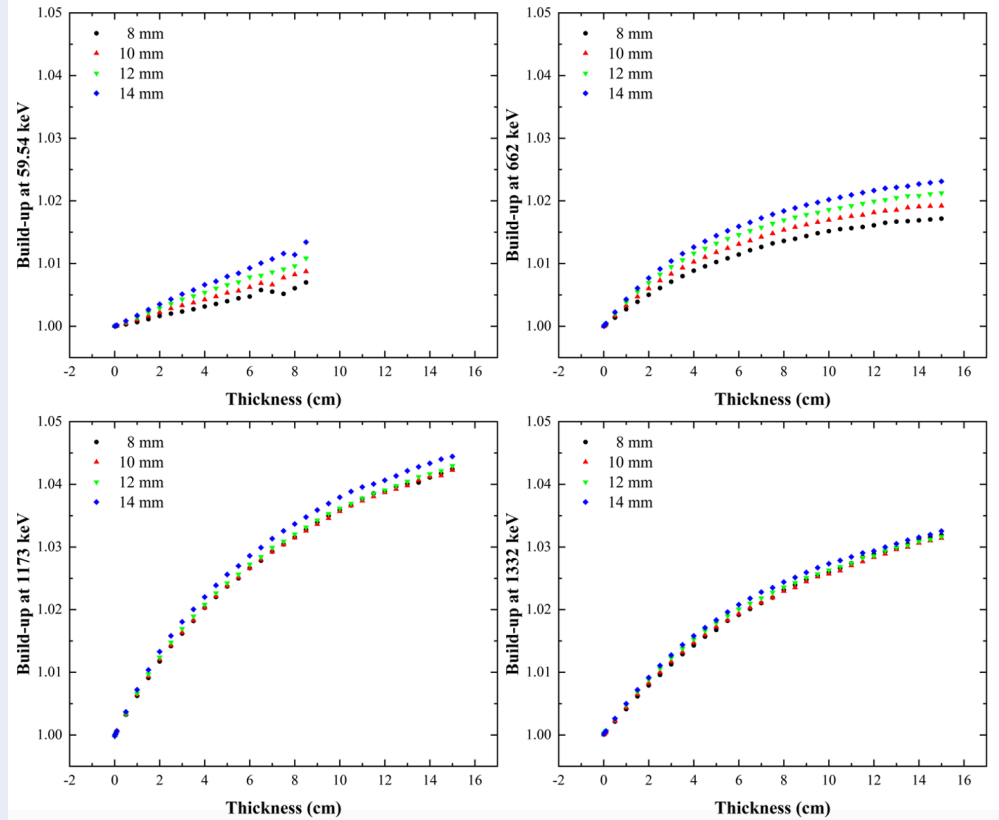 Build-up at 59.54 keV
1.05
1.04
1.03
1.02
1.01
1.00
8 mm
10 mm
12 mm
14 mm
-2 0 2 4 6 8 10 12 14 16
Thickness (cm)
Build-up at 662 keV
1.05
1.04
1.03
1.02
1.01
1.00
8 mm
10 mm
12 mm
14 mm
-2 0 2 4 6 8 10 12 14 16
Thickness (cm)
Build-up at 1173 keV
1.05
1.04
1.03
1.02
1.01
1.00
8 mm
10 mm
12 mm
14 mm
-2 0 2 4 6 8 10 12 14 16
Thickness (cm)
Build-up at 1332 keV
1.05
1.04
1.03
1.02
1.01
1.00
8 mm
10 mm
12 mm
14 mm
-2 0 2 4 6 8 10 12 14 16
Thickness (cm)